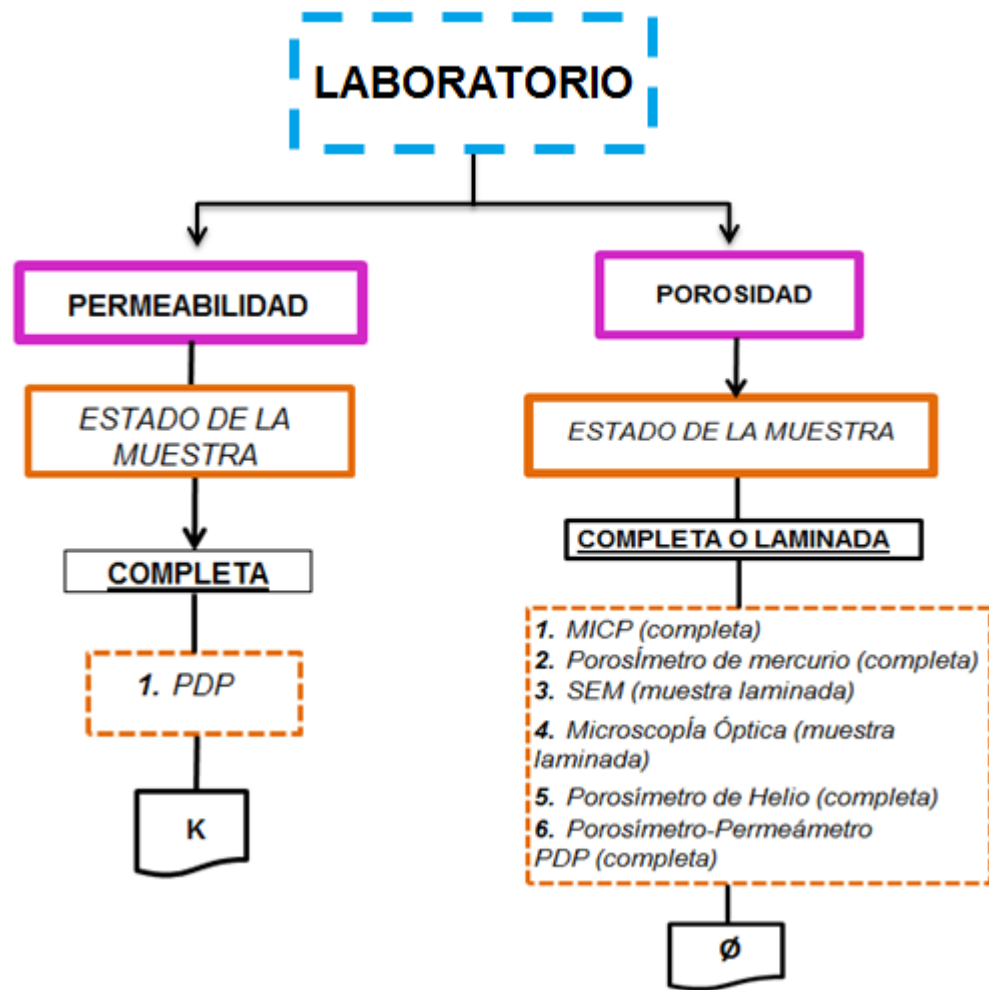 LABORATORIO
PERMEABILIDAD
ESTADO DE LA
MUESTRA
COMPLETA
1. PDP
K
POROSIDAD
ESTADO DE LA MUESTRA
COMPLETA O LAMINADA
1. MICP (completa)
2. Porosímetro de mercurio (completa)
3. SEM (muestra laminada)
4. Microscopía Óptica (muestra
laminada)
5. Porosímetro de Helio (completa)
6. Porosímetro-Permeámetro
PDP (completa)
Ø